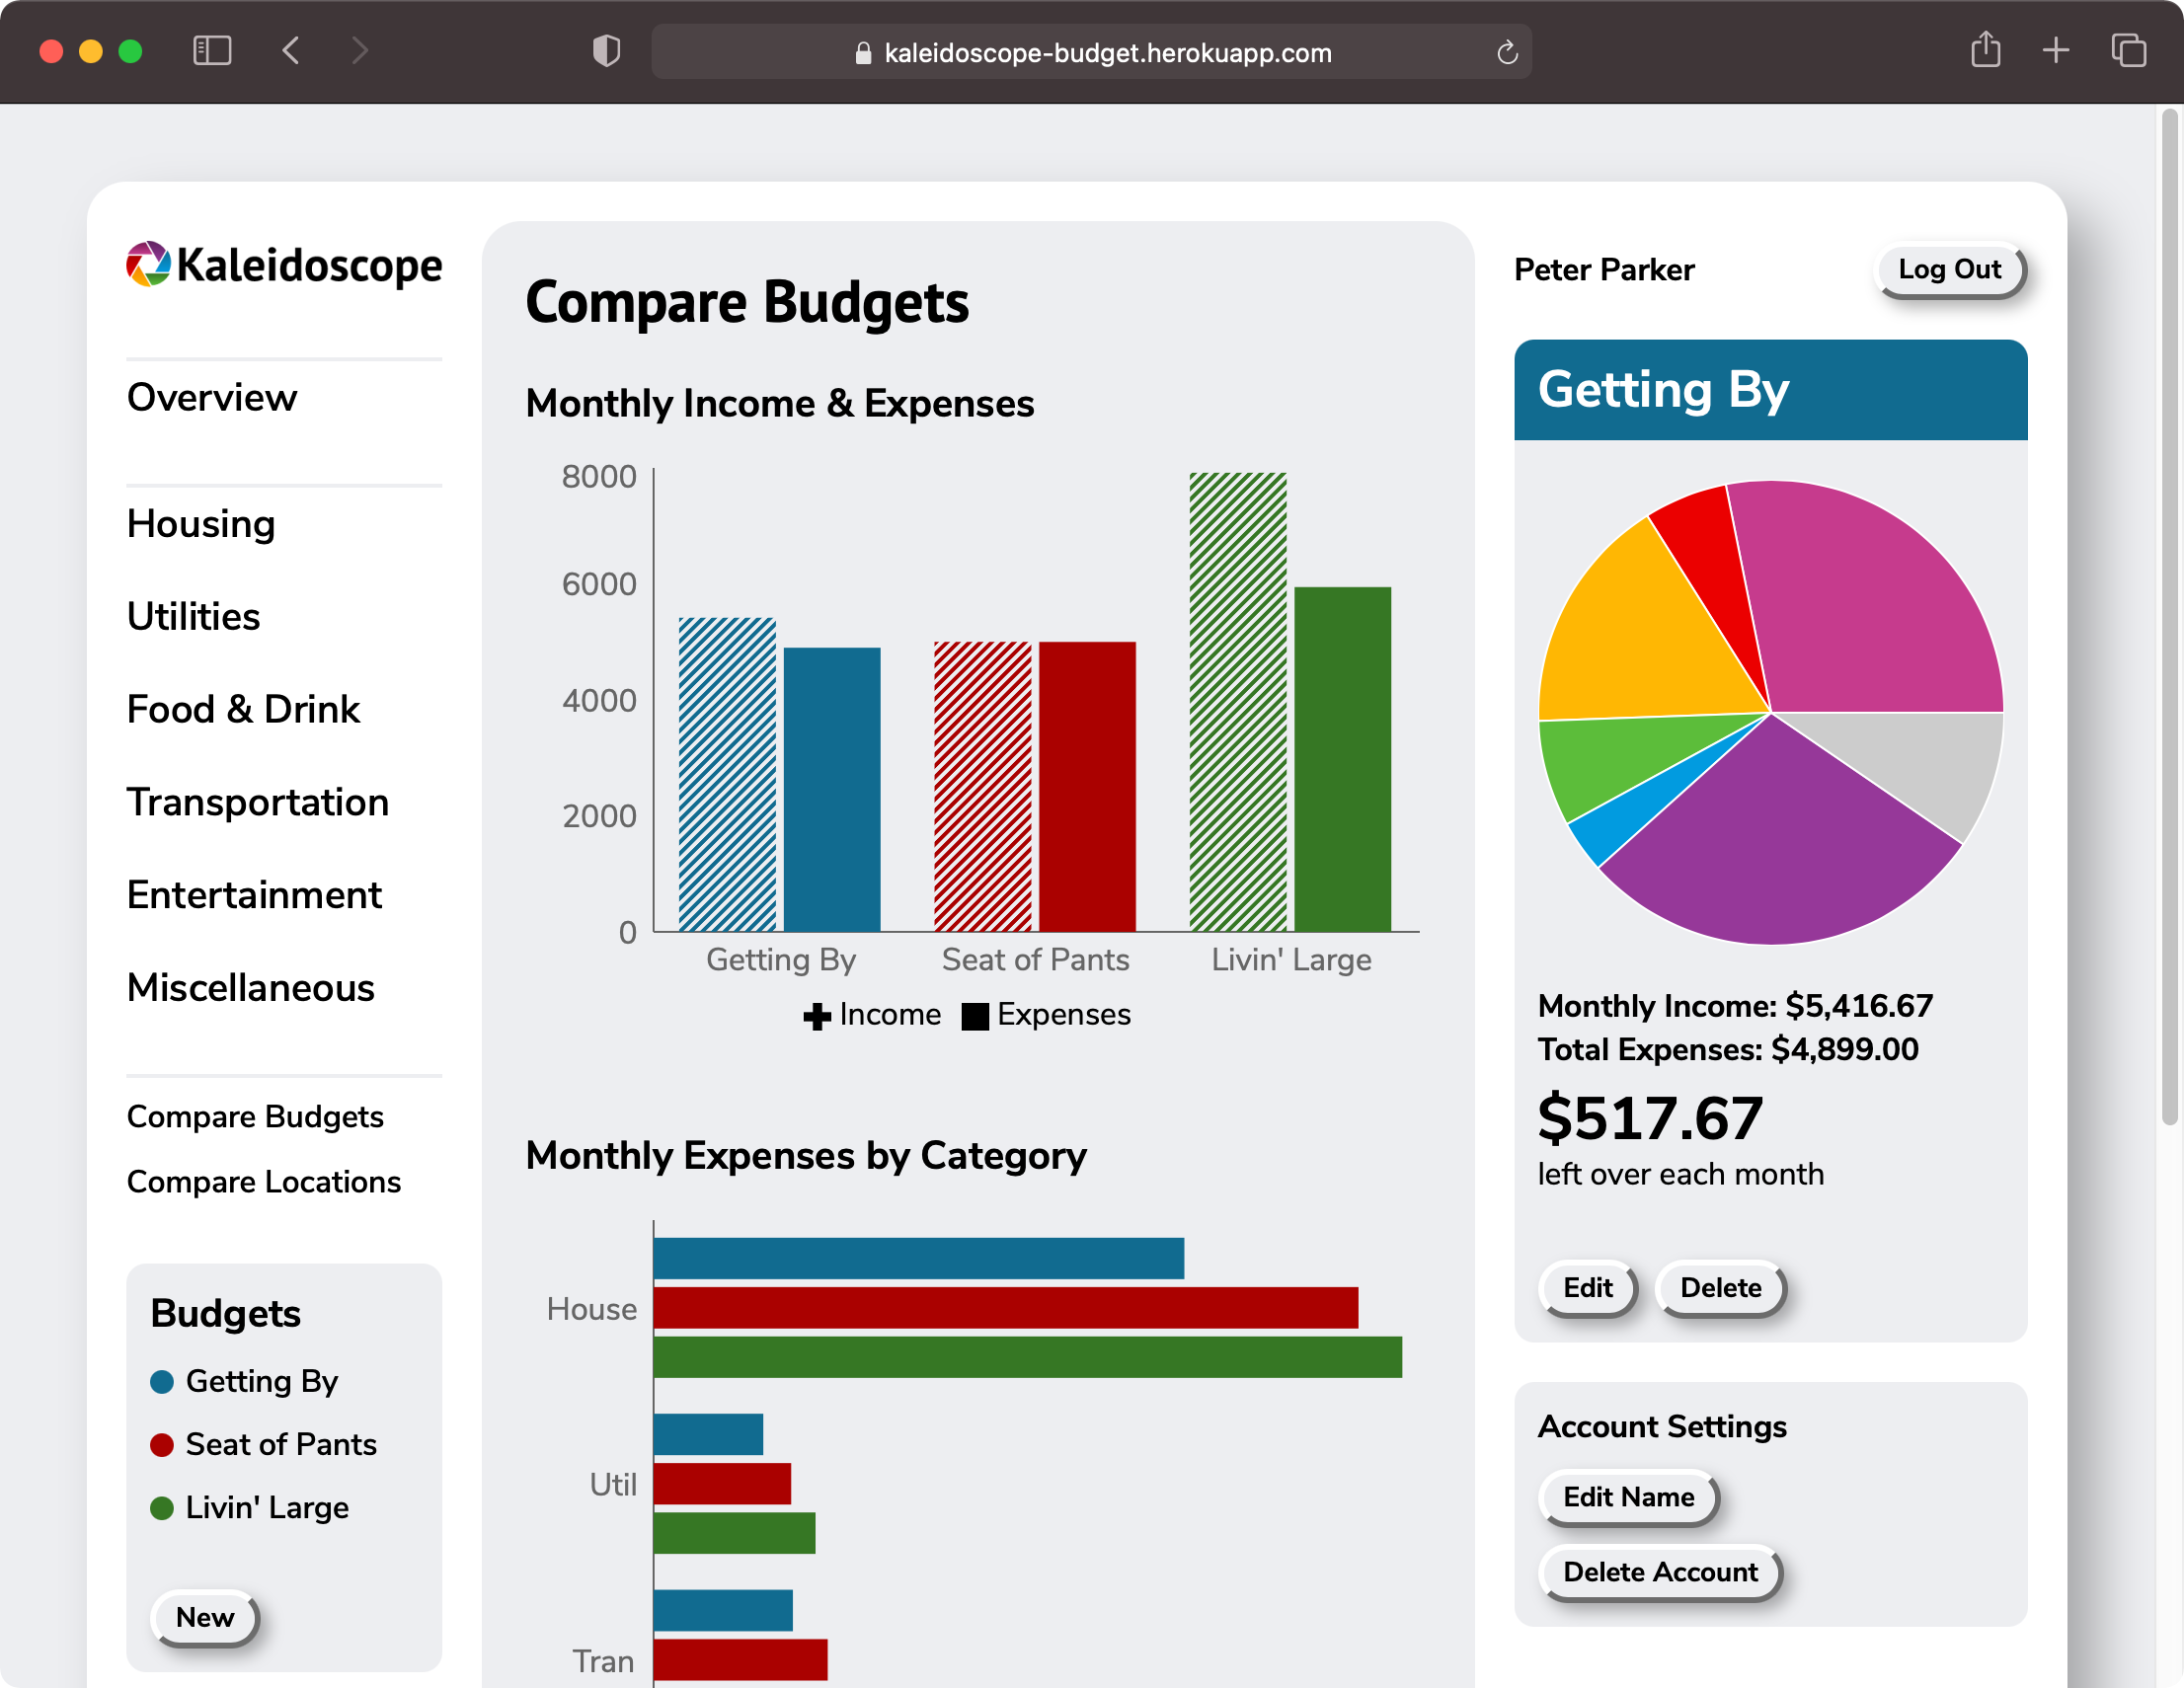 kaleidoscope-budget.herokuapp.com
Kaleidoscope
Overview
Housing
Utilities
Food & Drink
Transportation
Entertainment
Miscellaneous
Compare Budgets
Compare Locations
Budgets
Getting By
Seat of Pants
Livin' Large
New
Compare Budgets
Monthly Income & Expenses
8000
6000
4000
2000
0
Getting By Seat of Pants Livin' Large
Income Expenses
Monthly Expenses by Category
House
Util
Tran
Peter Parker Log Out
Getting By
Monthly Income: $5,416.67
Total Expenses: $4,899.00
$517.67
left over each month
Edit Delete
Account Settings
Edit Name
Delete Account